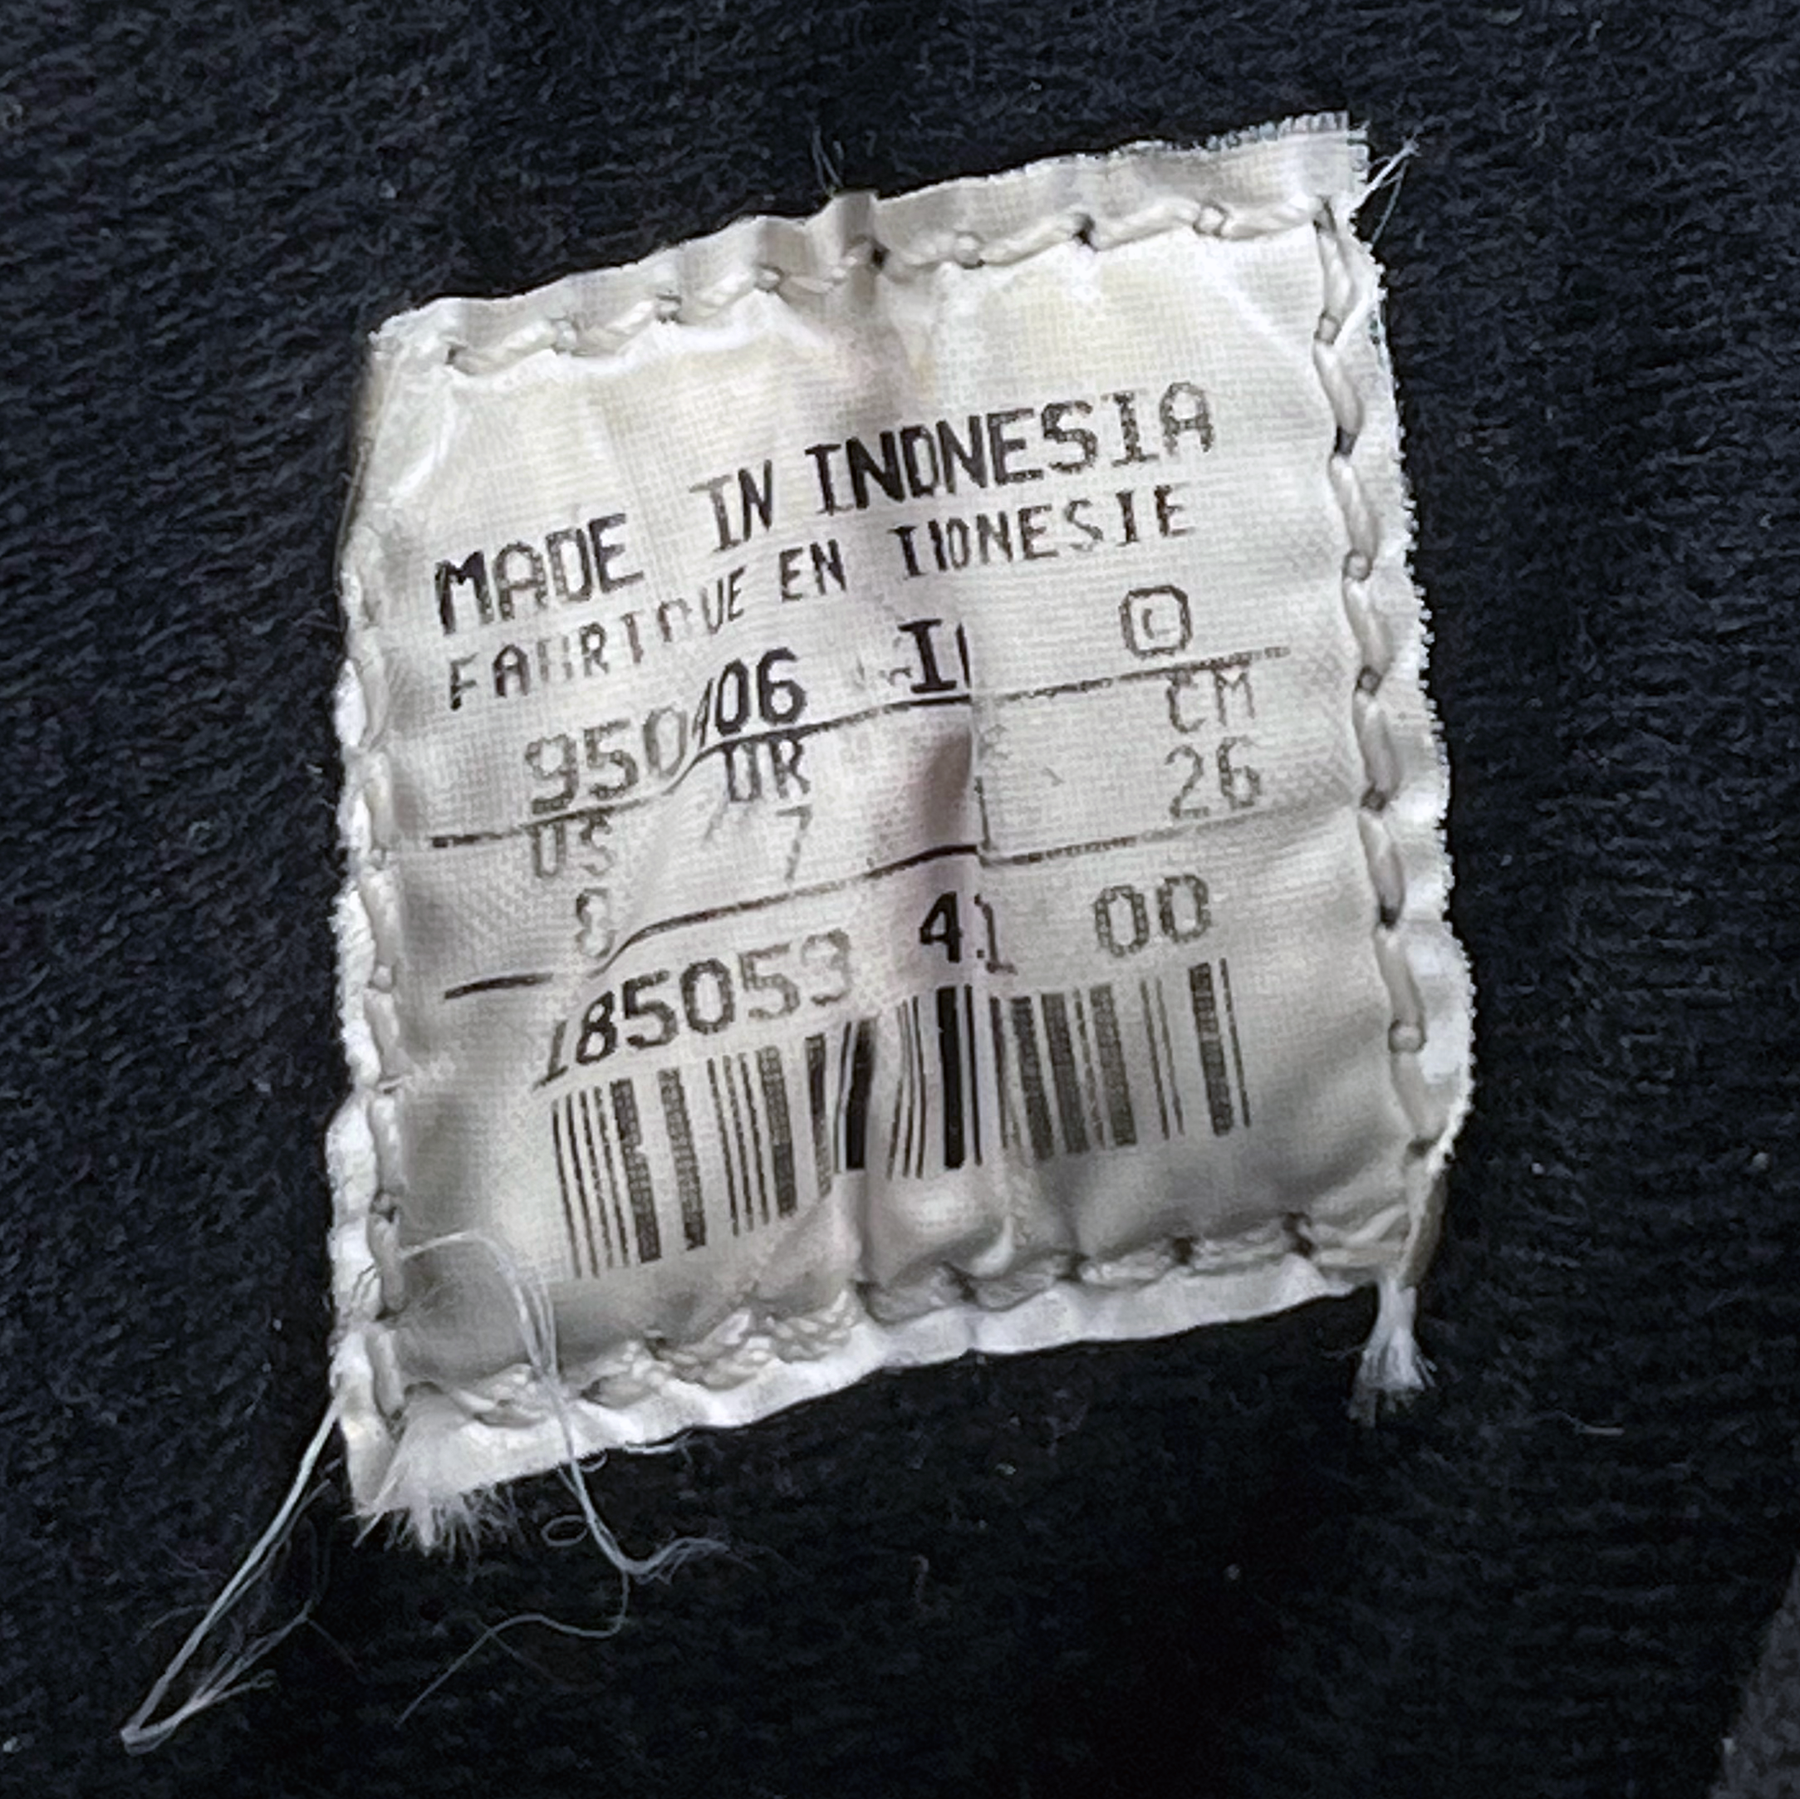 MADE IN INDONESIA
FABRIQUE EN INDONESIE
950406 ©
US UK CM
8 7 26
185053 41 00